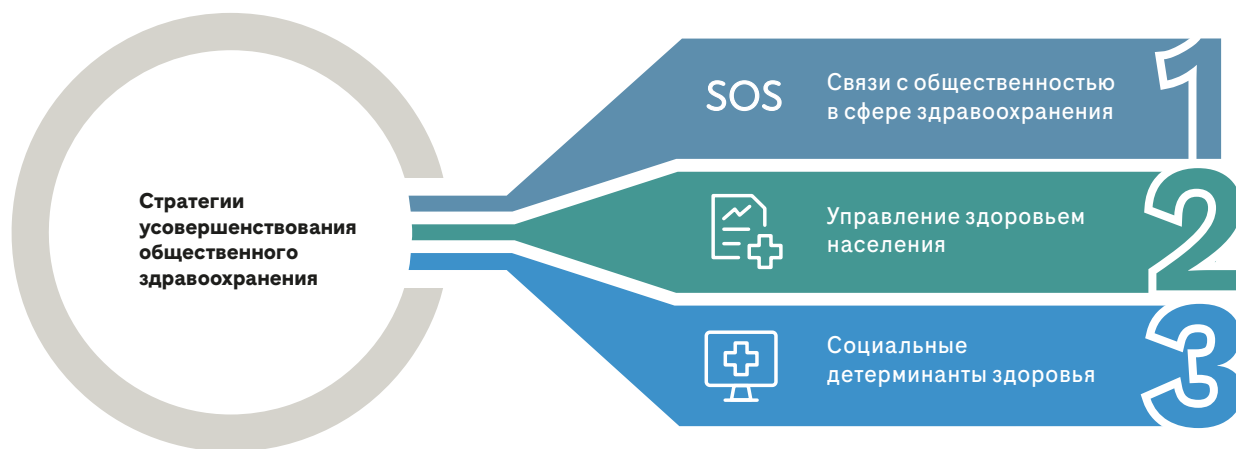 Стратегии
усовершенствования
общественного
здравоохранения
SOS
Связи с общественностью
в сфере здравоохранения
1
Управление здоровьем
населения
2
Социальные
детерминанты здоровья
3